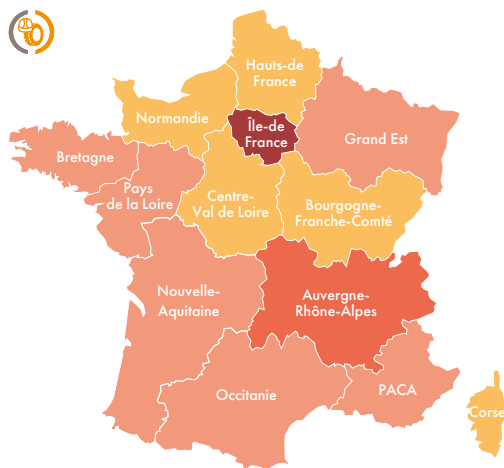 Hauts-de
France
Normandie
Île-de
France
Grand Est
Bretagne
Pays
de la Loire
Centre-
Val de Loire
Bourgogne-
Franche-Comté
Nouvelle-
Aquitaine
Auvergne-
Rhône-Alpes
Occitanie
PACA
Corse